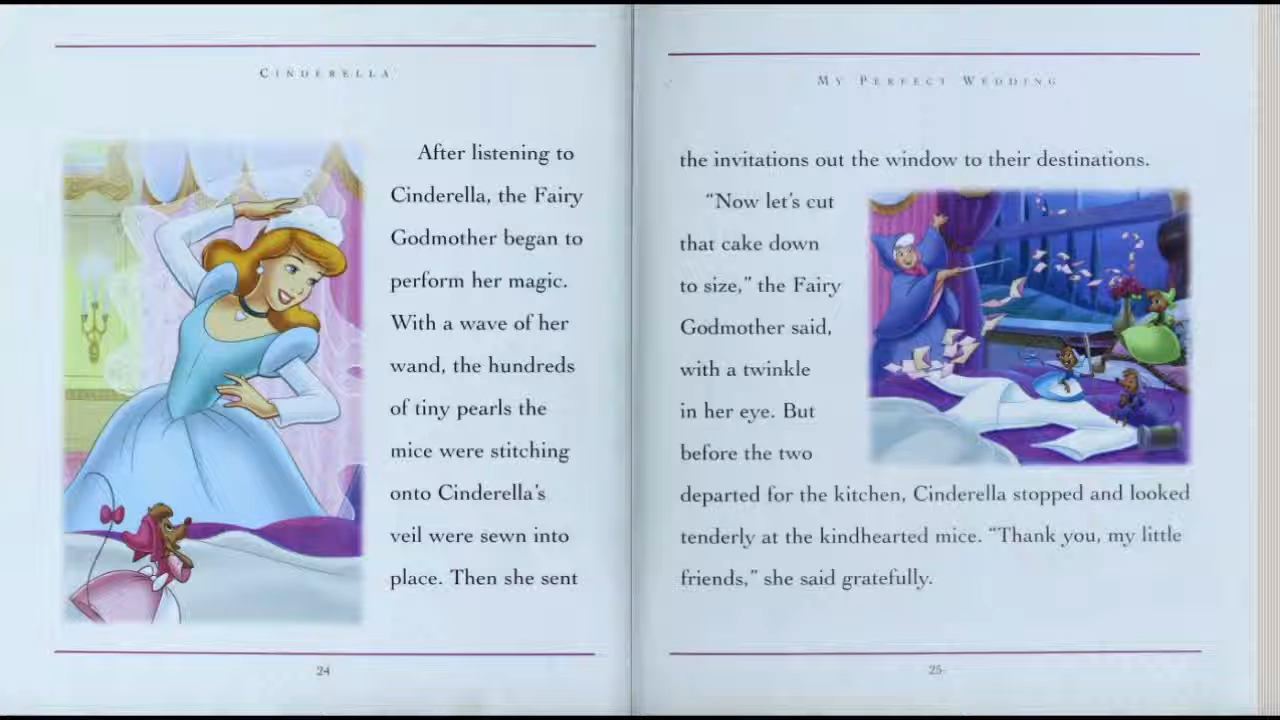 CINDERELLA
After listening to
Cinderella, the Fairy
Godmother began to
perform her magic.
With a wave of her
wand, the hundreds
of tiny pearls the
mice were stitching
onto Cinderella's
veil were sewn into
place. Then she sent
24
MY PERFECT WEDDING
the invitations out the window to their destinations.
“Now let's cut
that cake down
to size,” the Fairy
Godmother said,
with a twinkle
in her eye. But
before the two
departed for the kitchen, Cinderella stopped and looked
tenderly at the kindhearted mice. “Thank you, my little
friends,” she said gratefully.
25